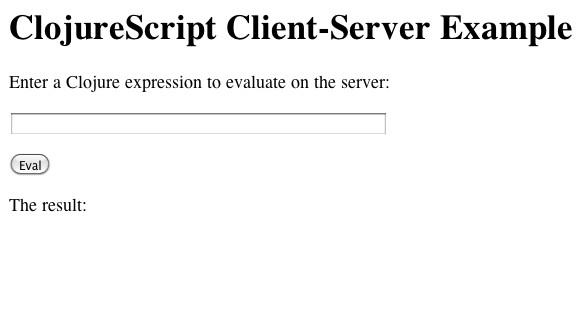 ClojureScript Client-Server Example
Enter a Clojure expression to evaluate on the server:
Eval
The result: